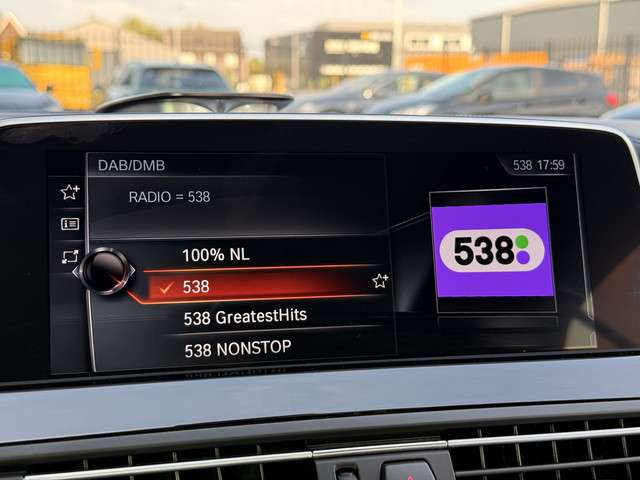 DAB/DMB
538 17:59
RADIO = 538
100% NL
538
538 GreatestHits
538 NONSTOP
538